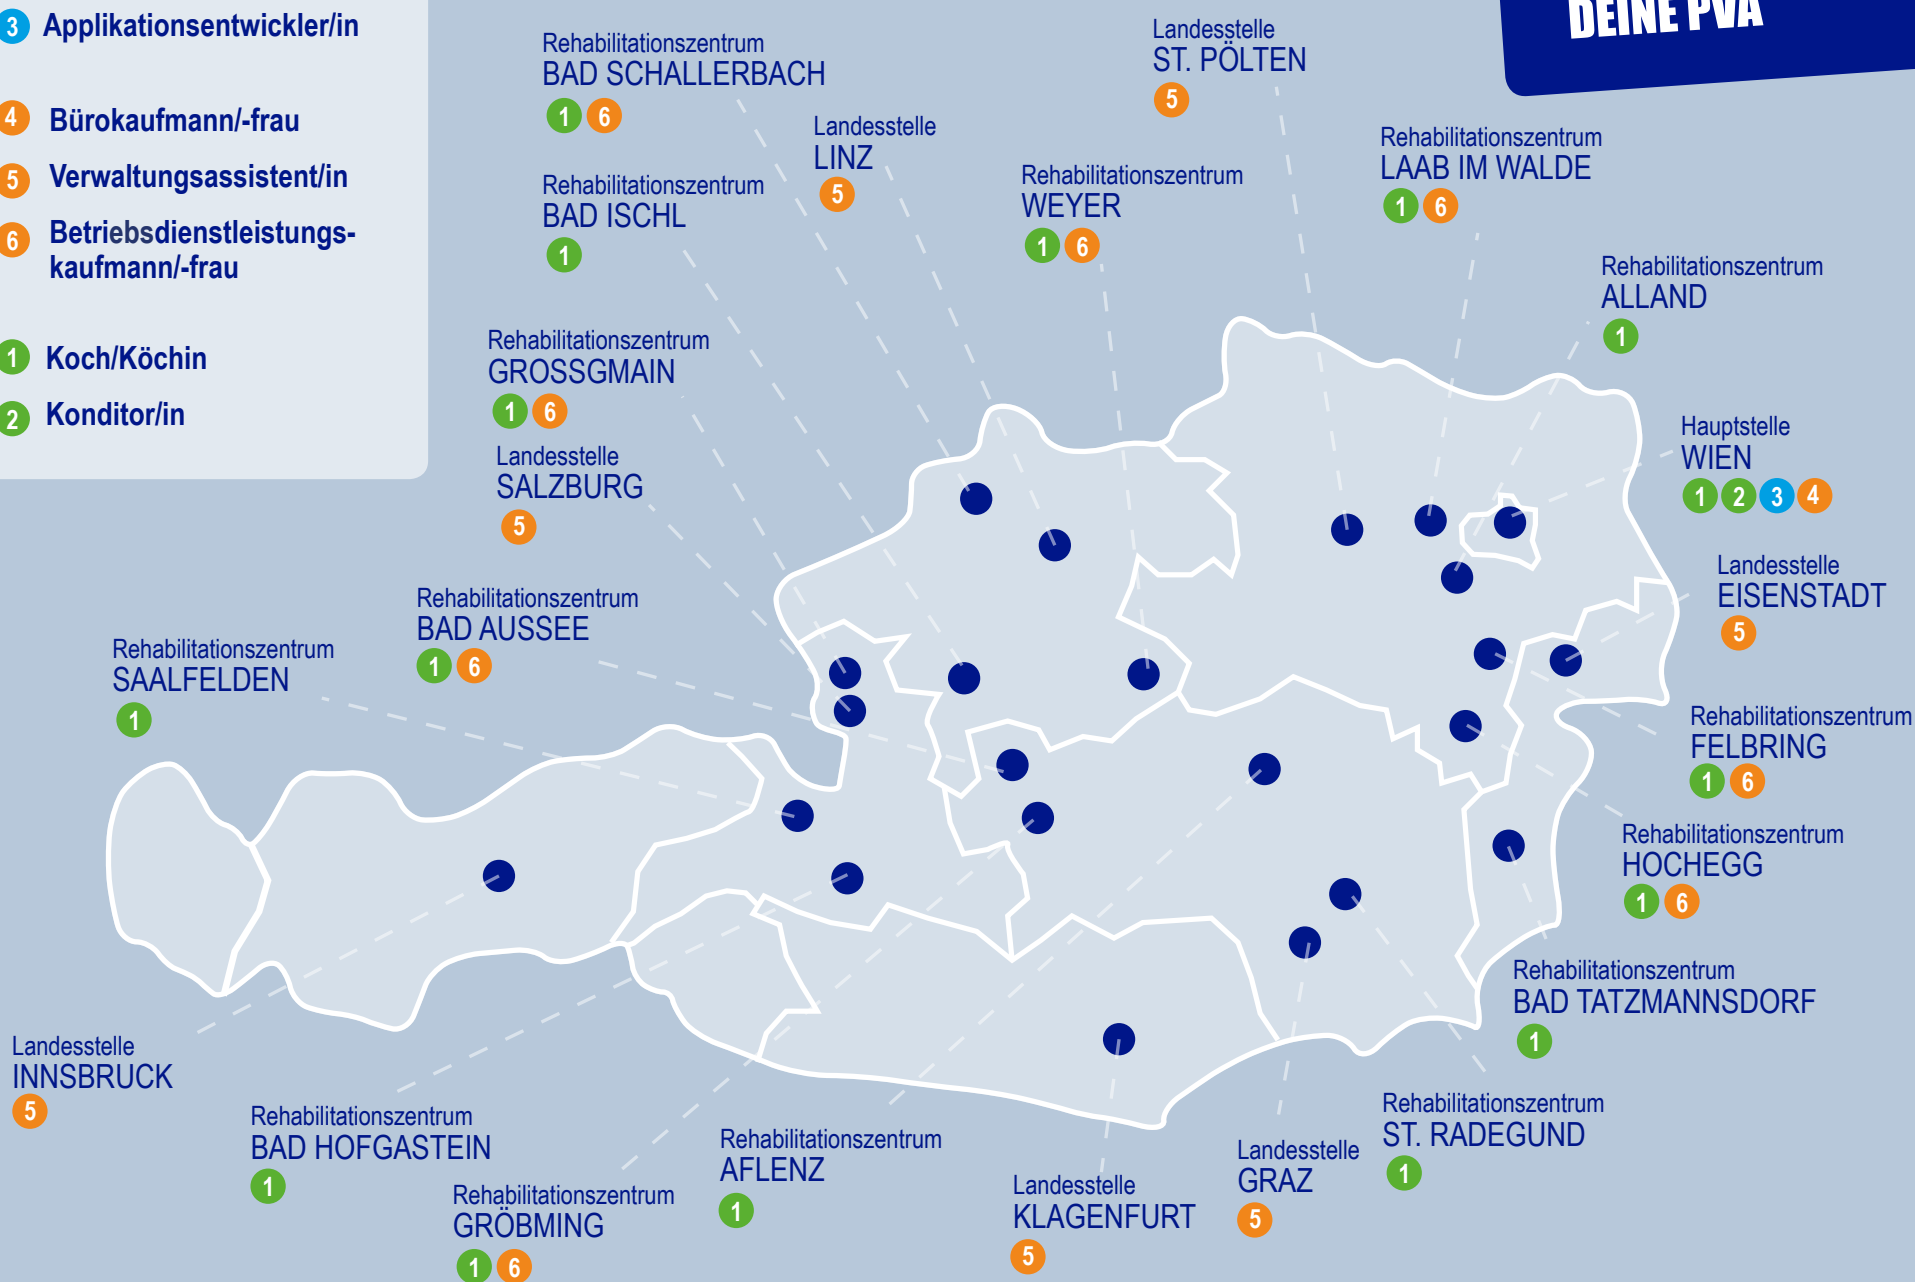 3 Applikationsentwickler/in
4 Bürokaufmann/-frau
5 Verwaltungsassistent/in
6 Betriebsdienstleistungs-
kaufmann/-frau
1 Koch/Köchin
2 Konditor/in
DEINE PVA
Rehabilitationszentrum
BAD SCHALLERBACH
1 6
Landesstelle
LINZ
5
Rehabilitationszentrum
BAD ISCHL
1
Landesstelle
ST. PÖLTEN
5
Rehabilitationszentrum
WEYER
1 6
Rehabilitationszentrum
LAAB IM WALDE
1 6
Rehabilitationszentrum
ALLAND
1
Rehabilitationszentrum
GROSSGMAIN
1 6
Landesstelle
SALZBURG
5
Hauptstelle
WIEN
1 2 3 4
Landesstelle
EISENSTADT
5
Rehabilitationszentrum
BAD AUSSEE
1 6
Rehabilitationszentrum
SAALFELDEN
1
Rehabilitationszentrum
FELBRING
1 6
Rehabilitationszentrum
HOCHEGG
1 6
Rehabilitationszentrum
BAD TATZMANNSDORF
1
Landesstelle
INNSBRUCK
5
Rehabilitationszentrum
BAD HOFGASTEIN
1
Rehabilitationszentrum
GRÖBMING
1 6
Rehabilitationszentrum
AFLENZ
1
Landesstelle
KLAGENFURT
5
Landesstelle
GRAZ
5
Rehabilitationszentrum
ST. RADEGUND
1